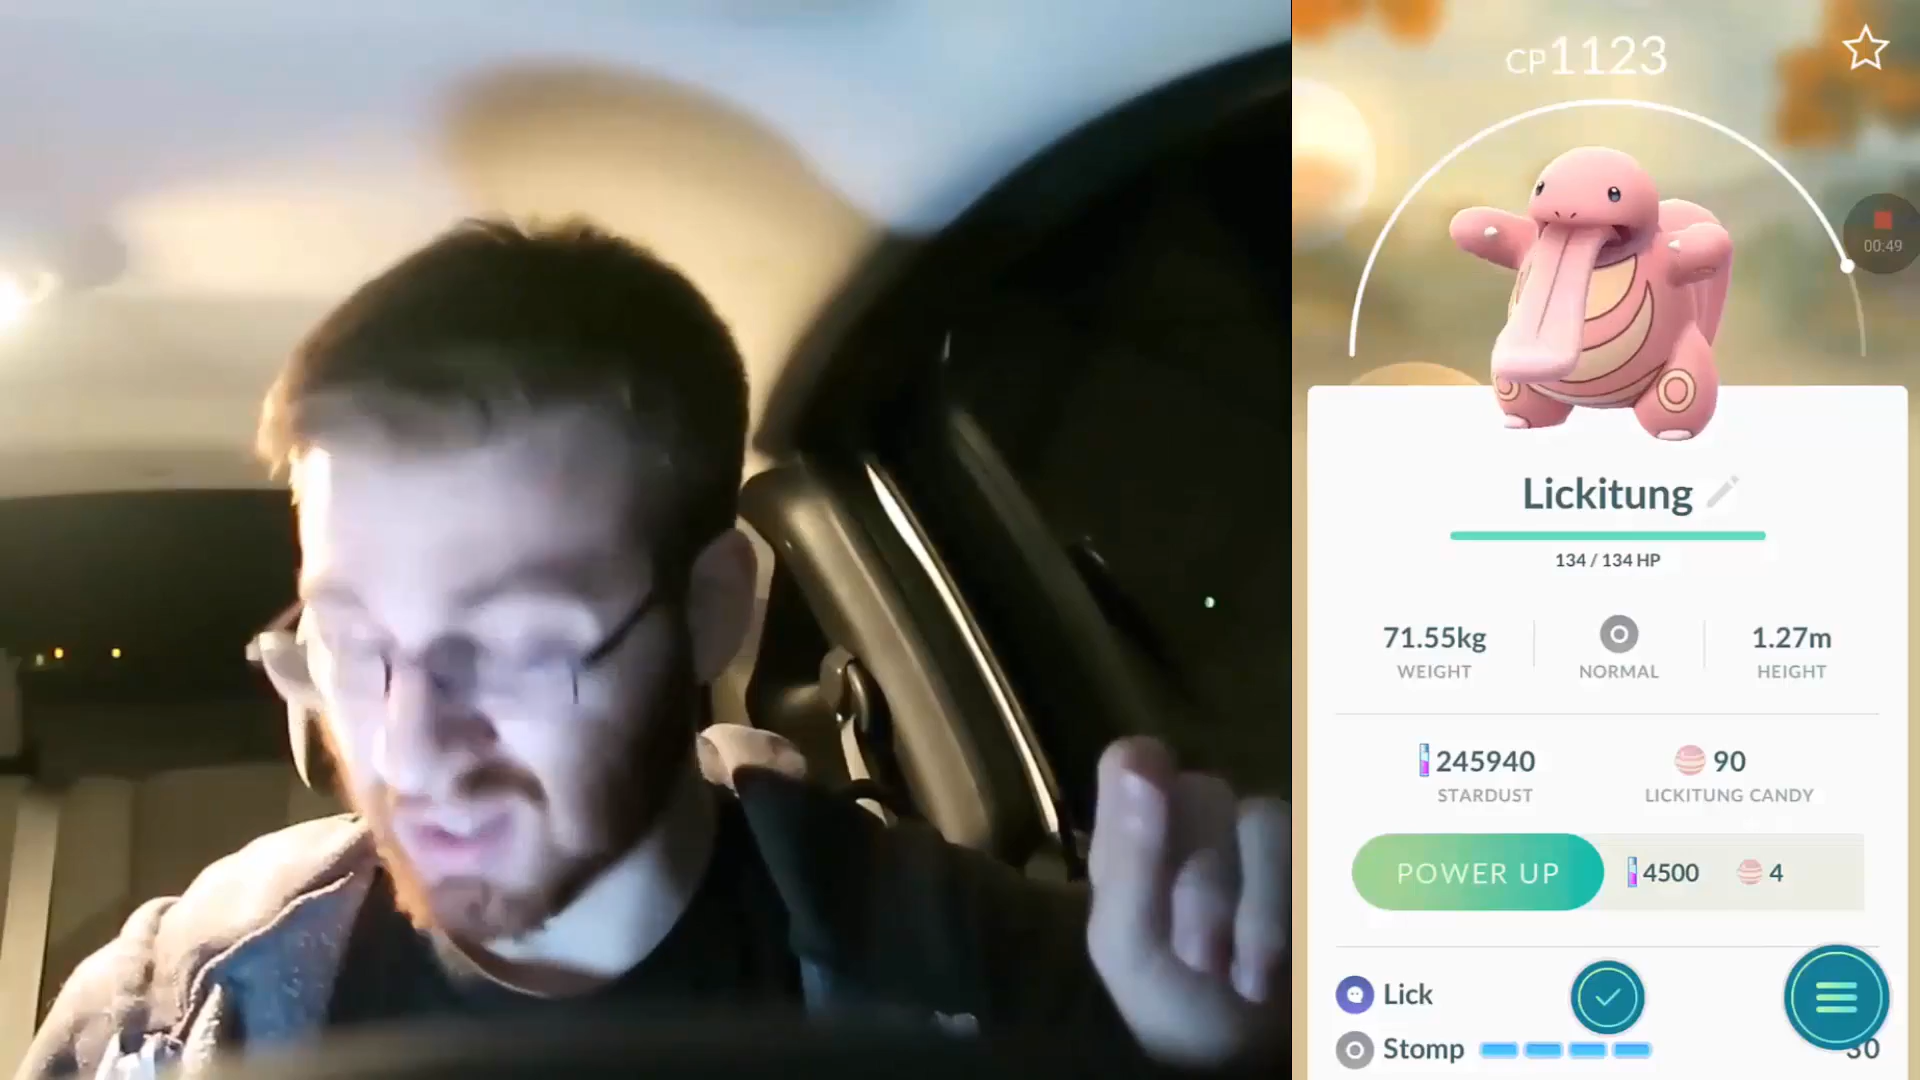 CP1123
00:49
Lickitung
134 / 134 HP
71.55kg
WEIGHT
NORMAL
1.27m
HEIGHT
245940
STARDUST
90
LICKITUNG CANDY
POWER UP
4500
4
Lick
Stomp
30